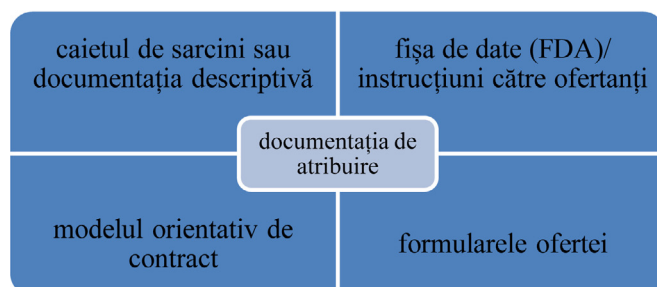 caietul de sarcini sau
documentația descriptivă
fișa de date (FDA)/
instrucțiuni către ofertanți
documentația de
atribuire
modelul orientativ de
contract
formularele ofertei